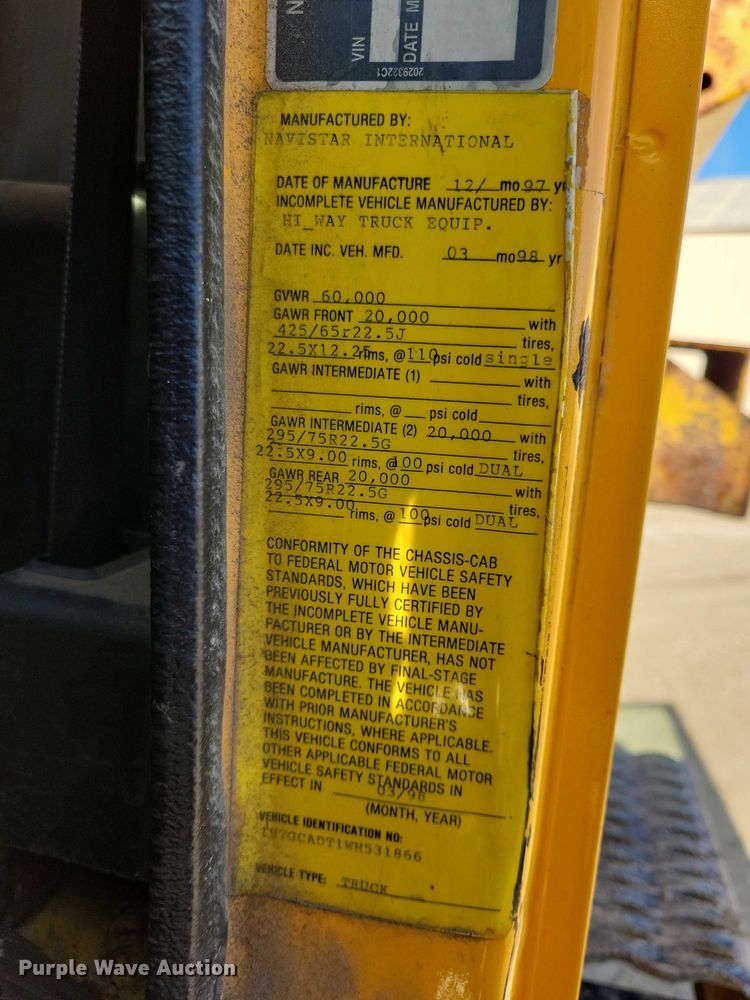 N
VIN
DATE M
2029322C1
MANUFACTURED BY:
NAVISTAR INTERNATIONAL
DATE OF MANUFACTURE 12/ mo 97 yr
INCOMPLETE VEHICLE MANUFACTURED BY:
HI_WAY TRUCK EQUIP.
DATE INC. VEH. MFD. 03 mo 98 yr
GVWR 60,000
GAWR FRONT 20,000 with
425/65r22.5J tires,
22.5X12.25 rims, @ 110 psi cold single
GAWR INTERMEDIATE (1) with
tires,
rims, @ psi cold
GAWR INTERMEDIATE (2) 20,000 with
295/75R22.5G tires,
22.5X9.00 rims, @ 100 psi cold DUAL
GAWR REAR 20,000 with
295/75R22.5G tires,
22.5X9.00 rims, @ 100 psi cold DUAL
CONFORMITY OF THE CHASSIS-CAB
TO FEDERAL MOTOR VEHICLE SAFETY
STANDARDS, WHICH HAVE BEEN
PREVIOUSLY FULLY CERTIFIED BY
THE INCOMPLETE VEHICLE MANU-
FACTURER OR BY THE INTERMEDIATE
VEHICLE MANUFACTURER, HAS NOT
BEEN AFFECTED BY FINAL-STAGE
MANUFACTURE. THE VEHICLE HAS
BEEN COMPLETED IN ACCORDANCE
WITH PRIOR MANUFACTURER'S
INSTRUCTIONS, WHERE APPLICABLE.
THIS VEHICLE CONFORMS TO ALL
OTHER APPLICABLE FEDERAL MOTOR
VEHICLE SAFETY STANDARDS IN
EFFECT IN 03/98
(MONTH, YEAR)
VEHICLE IDENTIFICATION NO:
1HTGCADT1WH531866
VEHICLE TYPE: TRUCK
Purple Wave Auction